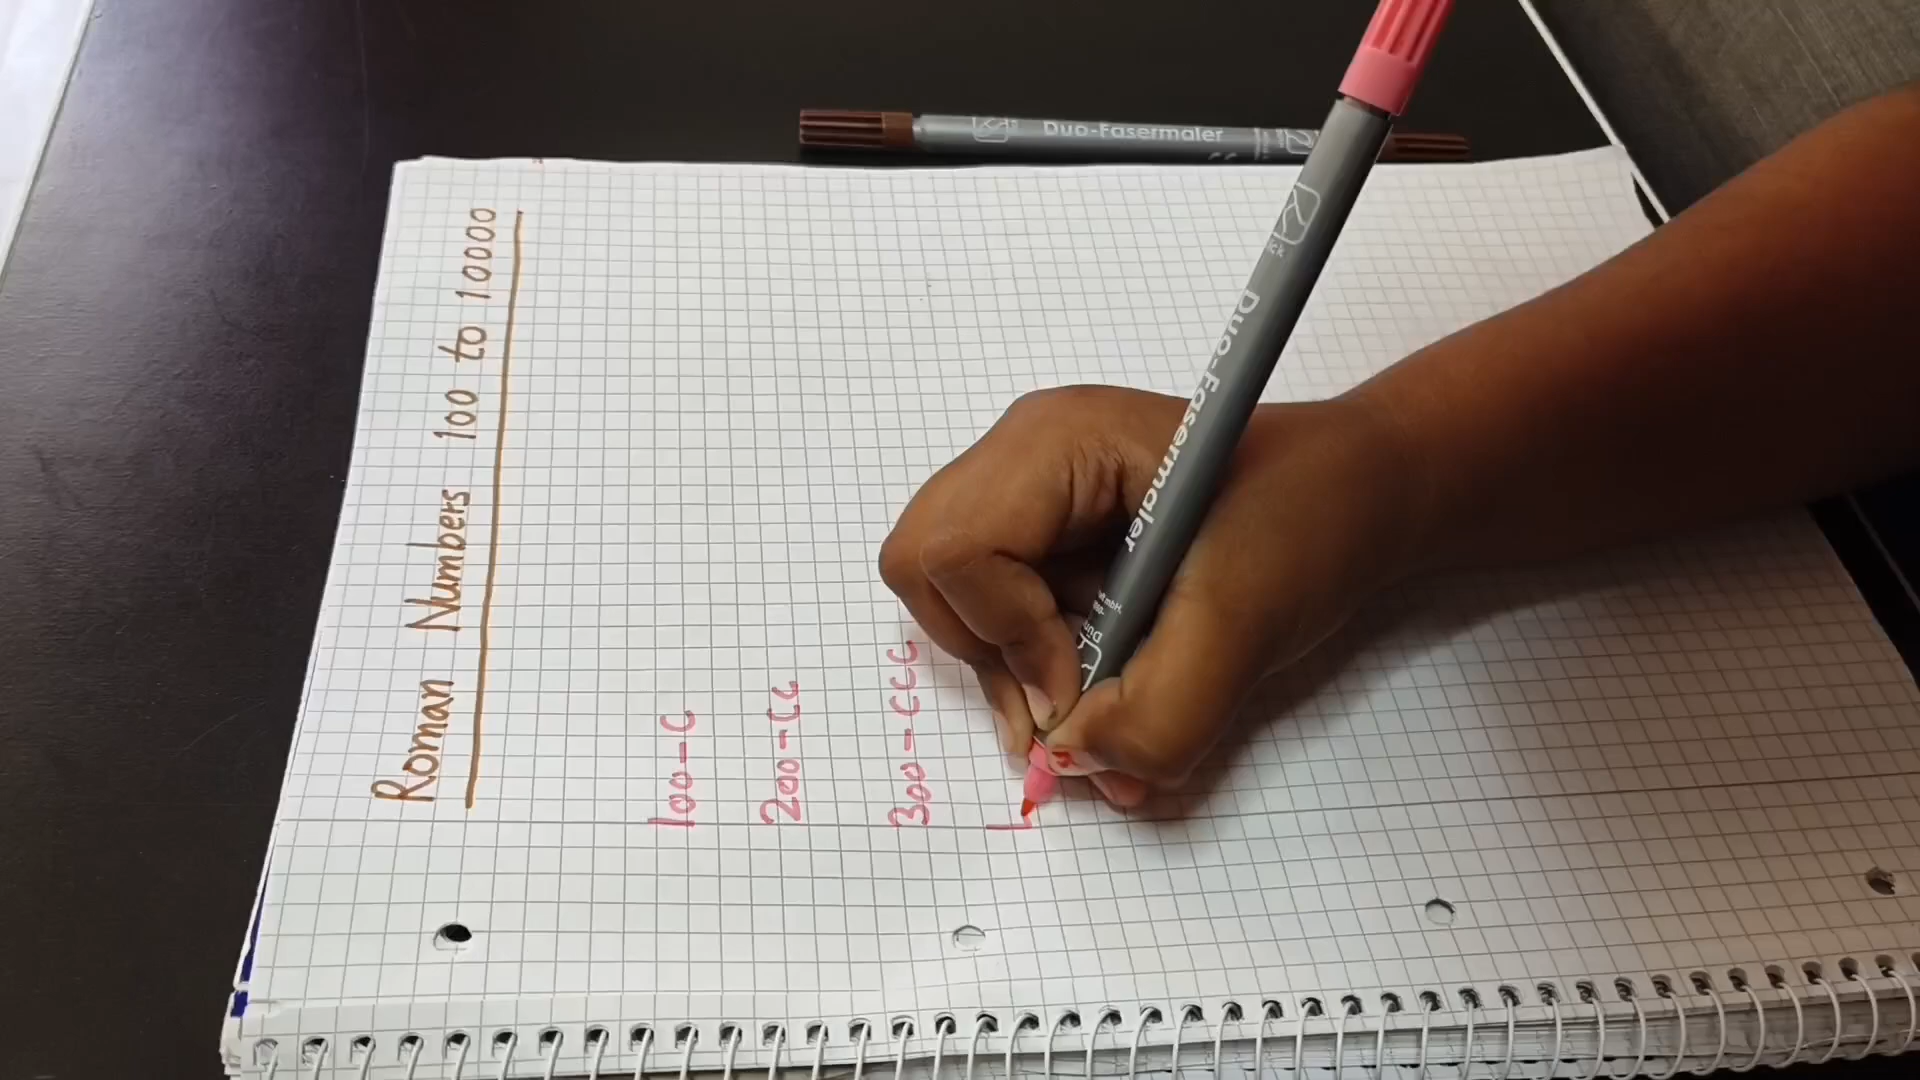 Roman Numbers 100 to 10000
100-C
200-CC
300-CCC
Duo-Fasermaler
Duo-Fasermaler